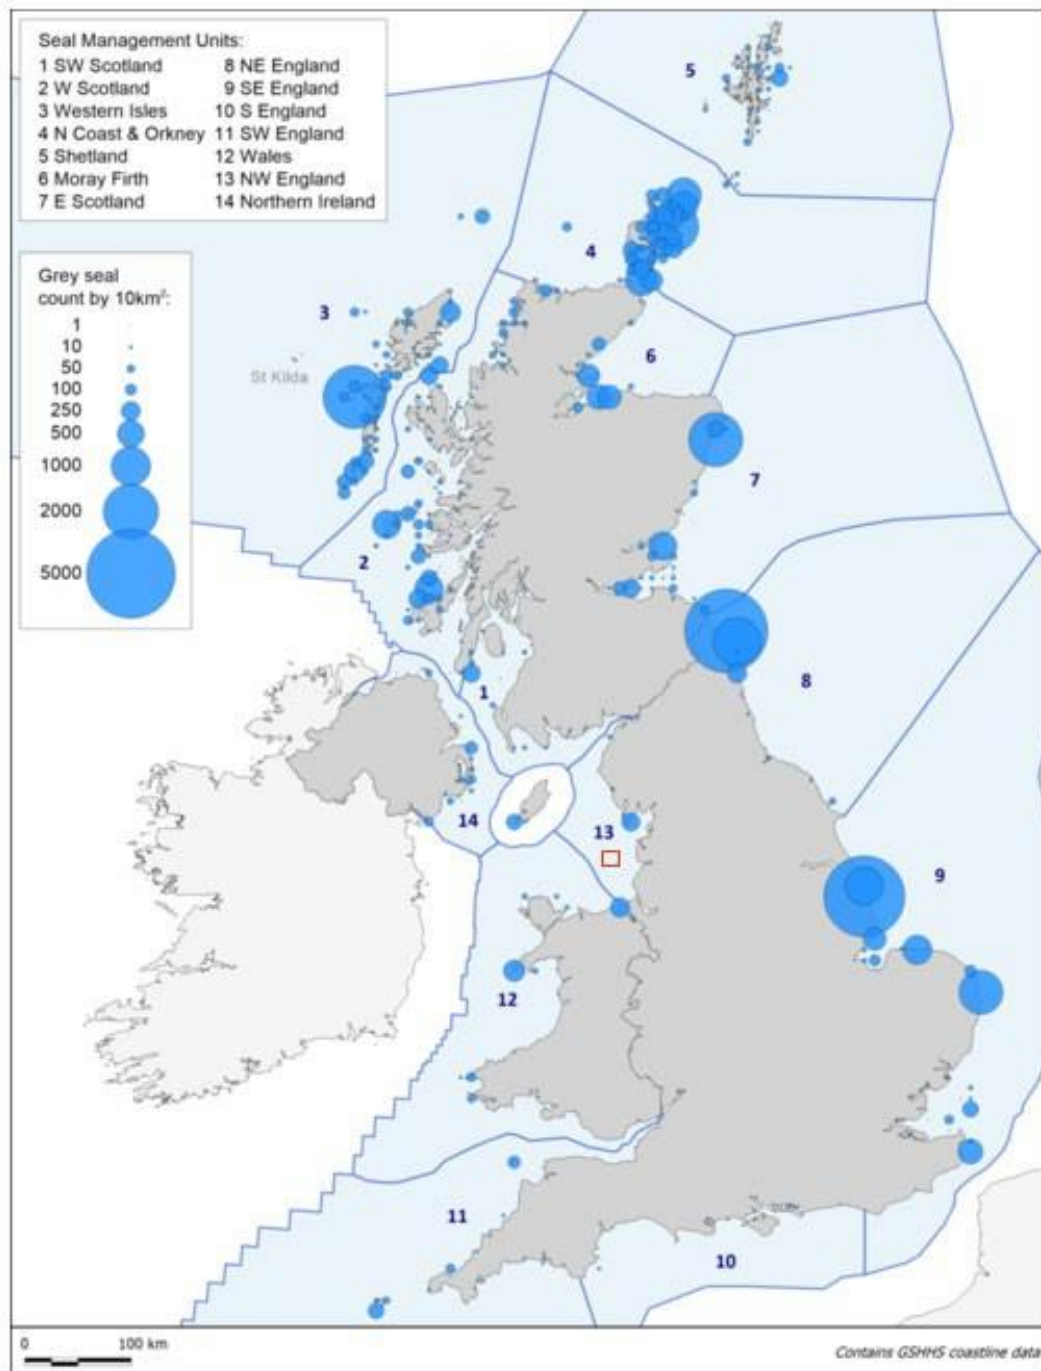 Seal Management Units:
1 SW Scotland 8 NE England
2 W Scotland 9 SE England
3 Western Isles 10 S England
4 N Coast & Orkney 11 SW England
5 Shetland 12 Wales
6 Moray Firth 13 NW England
7 E Scotland 14 Northern Ireland
Grey seal
count by 10km²:
1
10
50
100
250
500
1000
2000
5000
5
4
3
St Kilda
6
7
2
8
1
14
13
9
12
11
10
0 100 km
Contains GSHHS coastline data